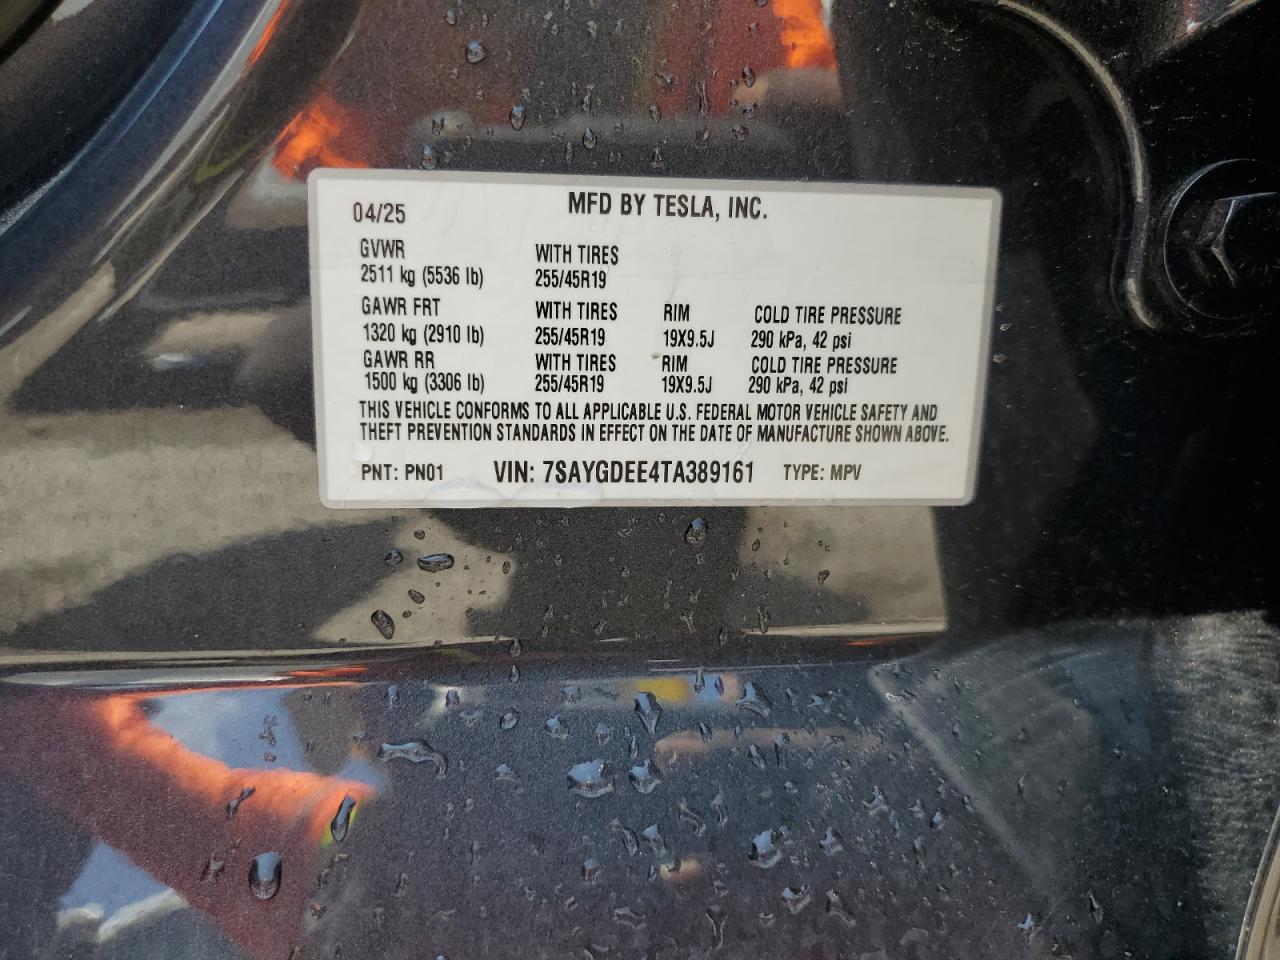 04/25 MFD BY TESLA, INC.
GVWR WITH TIRES
2511 kg (5536 lb) 255/45R19
GAWR FRT WITH TIRES RIM COLD TIRE PRESSURE
1320 kg (2910 lb) 255/45R19 19X9.5J 290 kPa, 42 psi
GAWR RR WITH TIRES RIM COLD TIRE PRESSURE
1500 kg (3306 lb) 255/45R19 19X9.5J 290 kPa, 42 psi
THIS VEHICLE CONFORMS TO ALL APPLICABLE U.S. FEDERAL MOTOR VEHICLE SAFETY AND
THEFT PREVENTION STANDARDS IN EFFECT ON THE DATE OF MANUFACTURE SHOWN ABOVE.
PNT: PN01 VIN: 7SAYGDEE4TA389161 TYPE: MPV